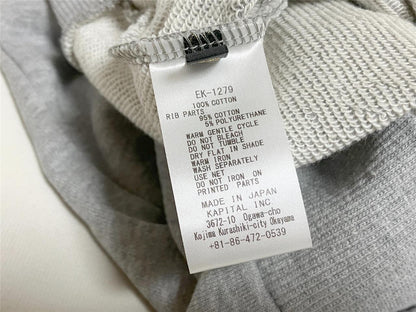 EK-1279
100% COTTON
RIB PARTS
95% COTTON
5% POLYURETHANE
WARM GENTLE CYCLE
DO NOT BLEACH
DO NOT TUMBLE
DRY FLAT IN SHADE
WARM IRON
WASH SEPARATELY
USE NET
DO NOT IRON ON
PRINTED PARTS
MADE IN JAPAN
KAPITAL INC.
3672-10 Ogawa-cho
Kojima Kurashiki-city Okayama
+81-86-472-0539